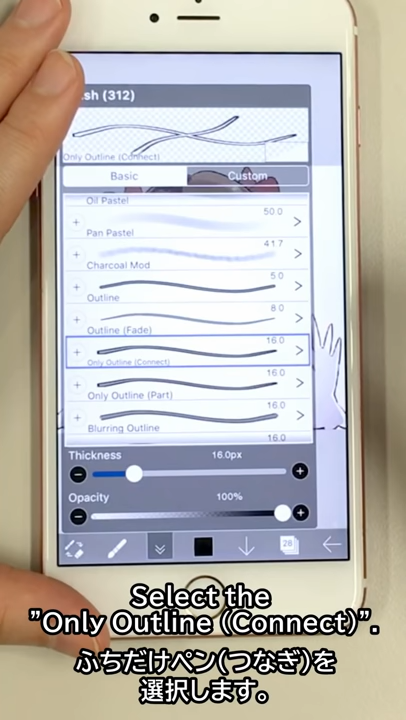 sh (312)
Only Outline (Connect)
Basic
Custom
Oil Pastel
50.0
Pan Pastel
41.7
Charcoal Mod
5.0
Outline
8.0
Outline (Fade)
16.0
Only Outline (Connect)
16.0
Only Outline (Part)
16.0
Blurring Outline
16.0
Thickness
16.0px
Opacity
100%
28
Select the
"Only Outline (Connect)".
ふちだけペン(つなぎ)を
選択します。